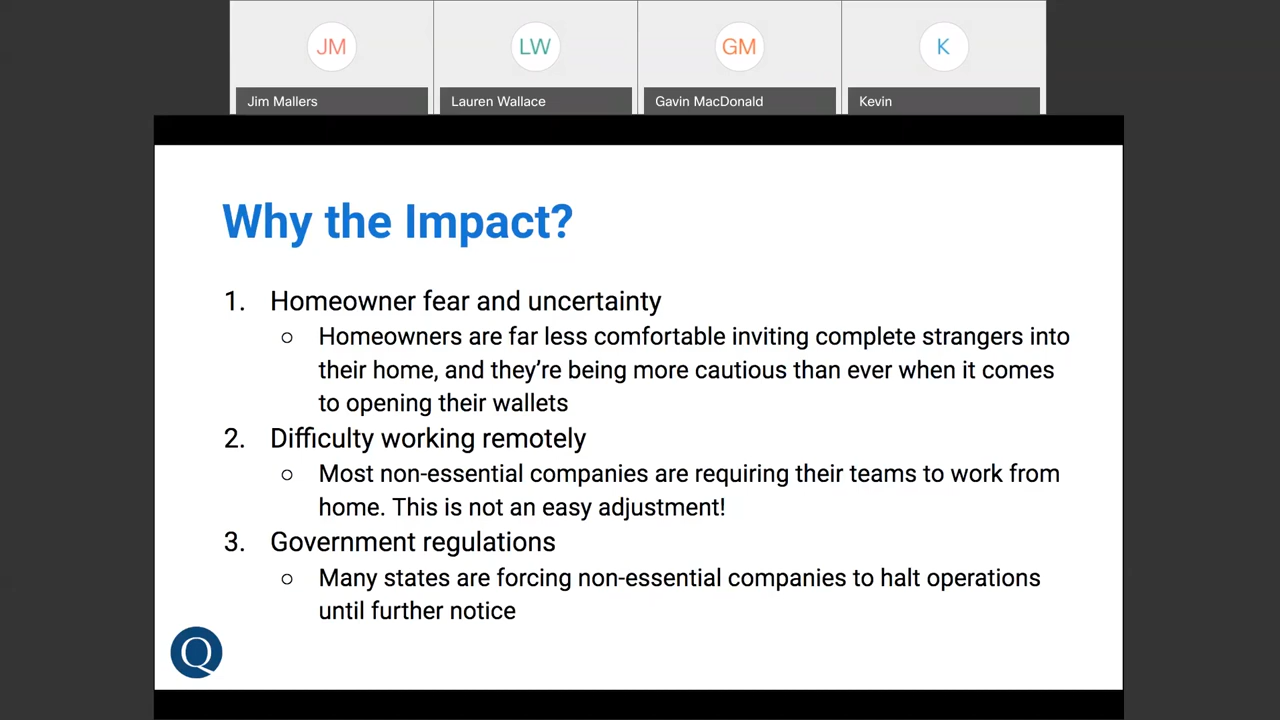 JM
LW
GM
K
Jim Mallers
Lauren Wallace
Gavin MacDonald
Kevin
Why the Impact?
1. Homeowner fear and uncertainty
○ Homeowners are far less comfortable inviting complete strangers into
their home, and they’re being more cautious than ever when it comes
to opening their wallets
2. Difficulty working remotely
○ Most non-essential companies are requiring their teams to work from
home. This is not an easy adjustment!
3. Government regulations
○ Many states are forcing non-essential companies to halt operations
until further notice
Q